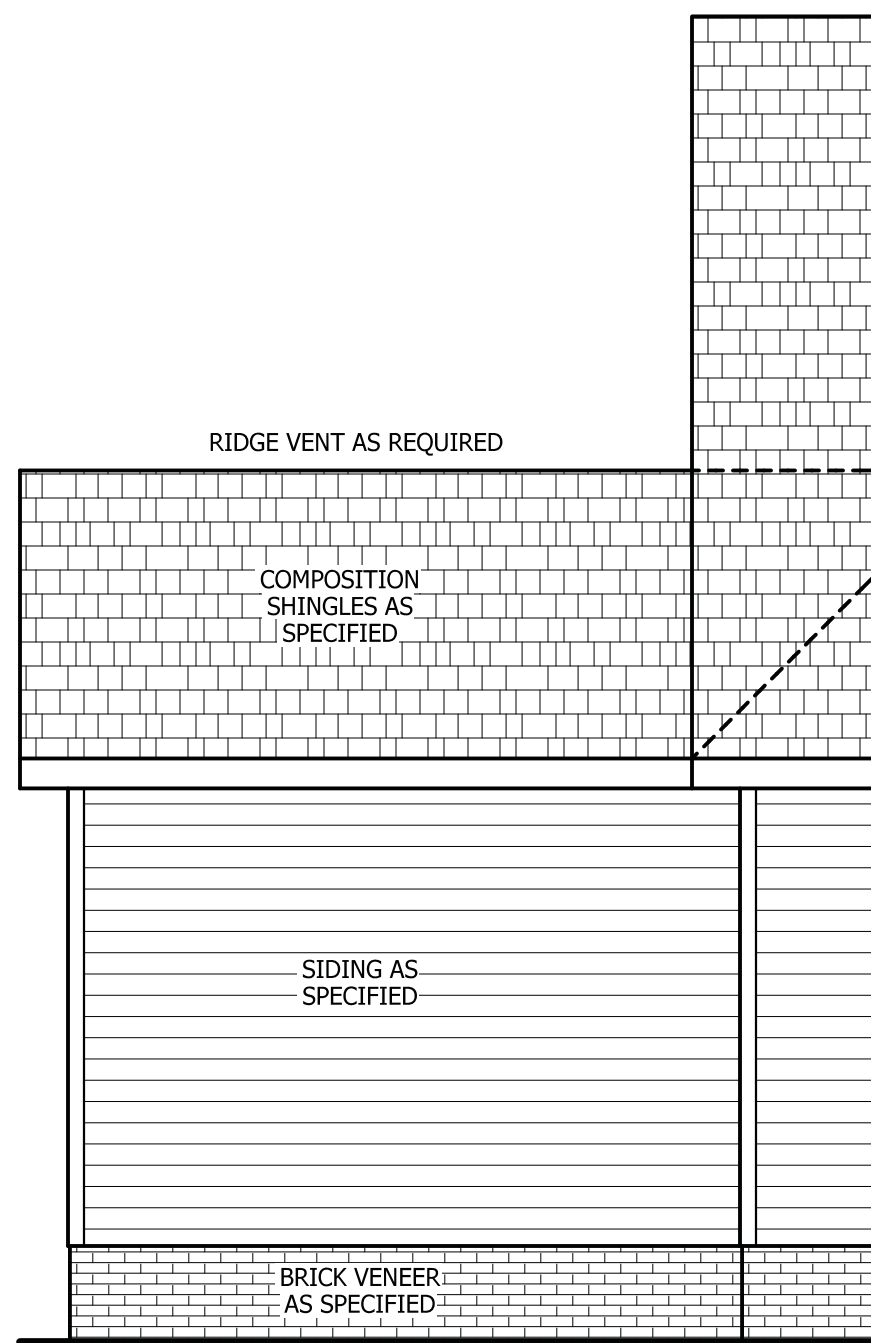 RIDGE VENT AS REQUIRED
COMPOSITION
SHINGLES AS
SPECIFIED
SIDING AS
SPECIFIED
BRICK VENEER
AS SPECIFIED